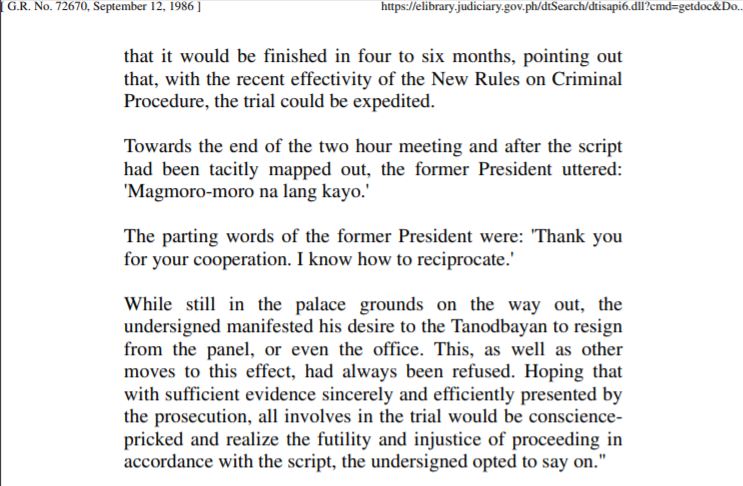 [ G.R. No. 72670, September 12, 1986 ] https://elibrary.judiciary.gov.ph/dtSearch/dtisapi6.dll?cmd=getdoc&Do..
that it would be finished in four to six months, pointing out
that, with the recent effectivity of the New Rules on Criminal
Procedure, the trial could be expedited.
Towards the end of the two hour meeting and after the script
had been tacitly mapped out, the former President uttered:
'Magmoro-moro na lang kayo.'
The parting words of the former President were: 'Thank you
for your cooperation. I know how to reciprocate.'
While still in the palace grounds on the way out, the
undersigned manifested his desire to the Tanodbayan to resign
from the panel, or even the office. This, as well as other
moves to this effect, had always been refused. Hoping that
with sufficient evidence sincerely and efficiently presented by
the prosecution, all involves in the trial would be conscience-
pricked and realize the futility and injustice of proceeding in
accordance with the script, the undersigned opted to say on."